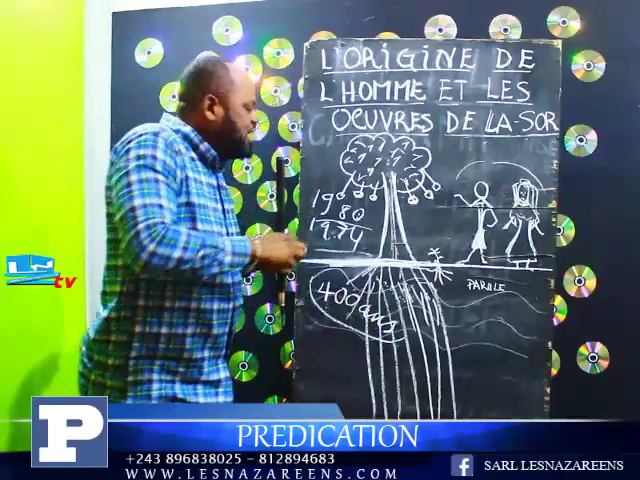 L'ORIGINE DE
L'HOMME ET LES
OEUVRES DE LA-SOR
1980
1974
400 ans
PAROLE
tv
P
PREDICATION
+243 896838025 - 812894683
WWW.LESNAZAREENS.COM
f SARL LESNAZAREENS